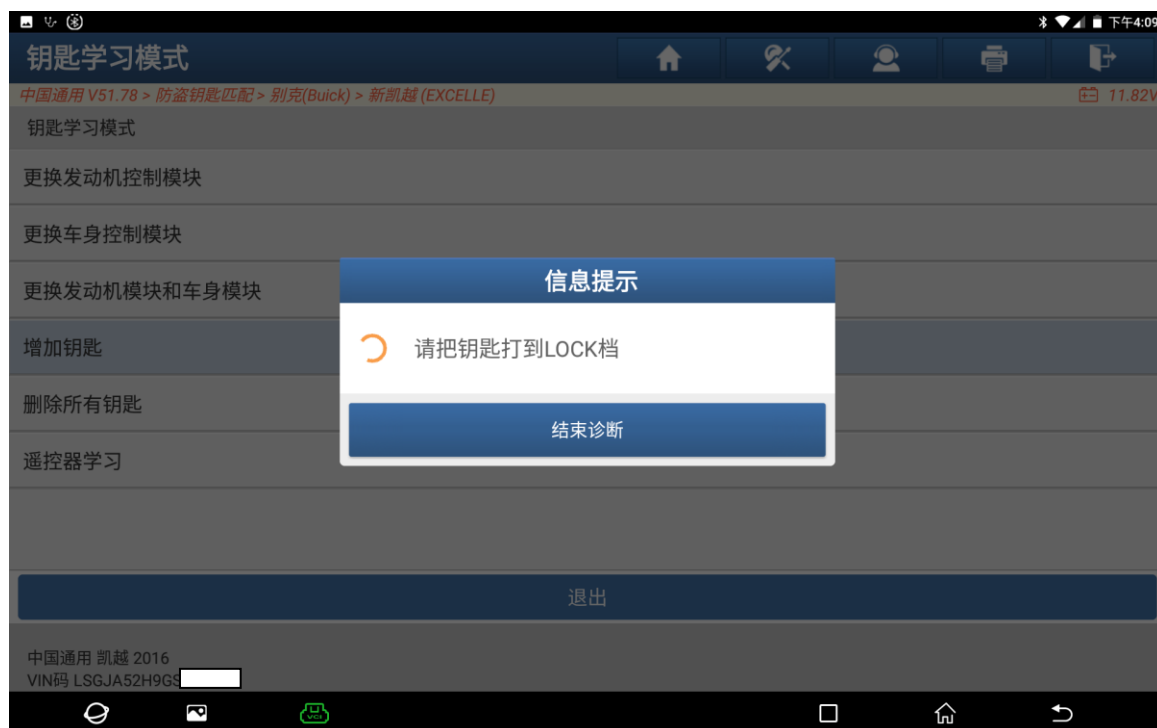 下午4:09
钥匙学习模式
中国通用 V51.78 > 防盗钥匙匹配 > 别克(Buick) > 新凯越 (EXCELLE)
11.82V
钥匙学习模式
更换发动机控制模块
更换车身控制模块
更换发动机模块和车身模块
信息提示
增加钥匙
请把钥匙打到LOCK档
删除所有钥匙
结束诊断
遥控器学习
退出
中国通用 凯越 2016
VIN码 LSGJA52H9GS
VCI